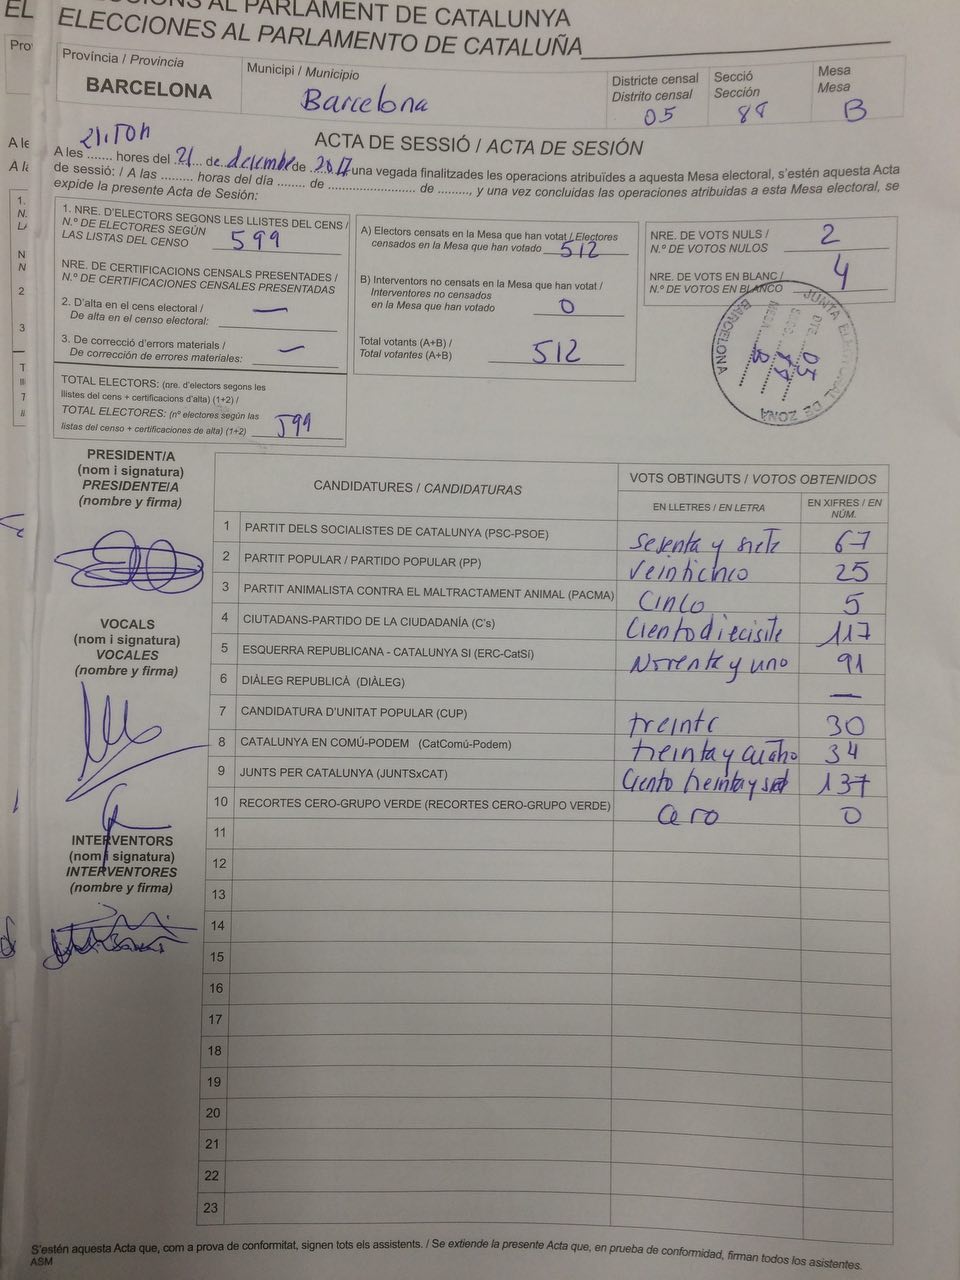 ELECCIONS AL PARLAMENT DE CATALUNYA
ELECCIONES AL PARLAMENTO DE CATALUÑA
Província / Provincia
BARCELONA
Municipi / Municipio
Barcelona
Districte censal
Distrito censal
05
Secció
Sección
88
Mesa
Mesa
B
ACTA DE SESSIÓ / ACTA DE SESIÓN
A les ....... hores del 21 de desembre de 2017 una vegada finalitzades les operacions atribuïdes a aquesta Mesa electoral, s'estén aquesta Acta
de sessió: / A las ......... horas del día ........ de ........................ de ........., y una vez concluidas las operaciones atribuidas a esta Mesa electoral, se
expide la presente Acta de Sesión:
1. NRE. D'ELECTORS SEGONS LES LLISTES DEL CENS /
N.º DE ELECTORES SEGÚN
LAS LISTAS DEL CENSO 599
NRE. DE CERTIFICACIONS CENSALS PRESENTADES /
N.º DE CERTIFICACIONES CENSALES PRESENTADAS
2. D'alta en el cens electoral /
De alta en el censo electoral: —
3. De correcció d'errors materials /
De corrección de errores materiales: —
TOTAL ELECTORS: (nre. d'electors segons les
llistes del cens + certificacions d'alta) (1+2) /
TOTAL ELECTORES: (nº electores según las
listas del censo + certificaciones de alta) (1+2) 599
A) Electors censats en la Mesa que han votat / Electores
censados en la Mesa que han votado 512
B) Interventors no censats en la Mesa que han votat /
Interventores no censados
en la Mesa que han votado 0
Total votants (A+B) /
Total votantes (A+B) 512
NRE. DE VOTS NULS /
N.º DE VOTOS NULOS 2
NRE. DE VOTS EN BLANC /
N.º DE VOTOS EN BLANCO 4
JUNTA ELECTORAL DE ZONA
BARCELONA
DTE. 05
SECC. 88
MESA B
PRESIDENT/A
(nom i signatura)
PRESIDENTE/A
(nombre y firma)
VOCALS
(nom i signatura)
VOCALES
(nombre y firma)
INTERVENTORS
(nom i signatura)
INTERVENTORES
(nombre y firma)
CANDIDATURES / CANDIDATURAS
VOTS OBTINGUTS / VOTOS OBTENIDOS
EN LLETRES / EN LETRA
EN XIFRES / EN NÚM.
1 PARTIT DELS SOCIALISTES DE CATALUNYA (PSC-PSOE) sesenta y siete 67
2 PARTIT POPULAR / PARTIDO POPULAR (PP) veinticinco 25
3 PARTIT ANIMALISTA CONTRA EL MALTRACTAMENT ANIMAL (PACMA) Cinco 5
4 CIUTADANS-PARTIDO DE LA CIUDADANÍA (C's) Ciento diecisite 117
5 ESQUERRA REPUBLICANA - CATALUNYA SI (ERC-CatSí) Noventa y uno 91
6 DIÀLEG REPUBLICÀ (DIÀLEG) —
7 CANDIDATURA D'UNITAT POPULAR (CUP) treinta 30
8 CATALUNYA EN COMÚ-PODEM (CatComú-Podem) treinta y cuatro 34
9 JUNTS PER CATALUNYA (JUNTSxCAT) Ciento treinta y 137
10 RECORTES CERO-GRUPO VERDE (RECORTES CERO-GRUPO VERDE) Cero 0
11
12
13
14
15
16
17
18
19
20
21
22
23
S'estén aquesta Acta que, com a prova de conformitat, signen tots els assistents. / Se extiende la presente Acta que, en prueba de conformidad, firman todos los asistentes.
ASM